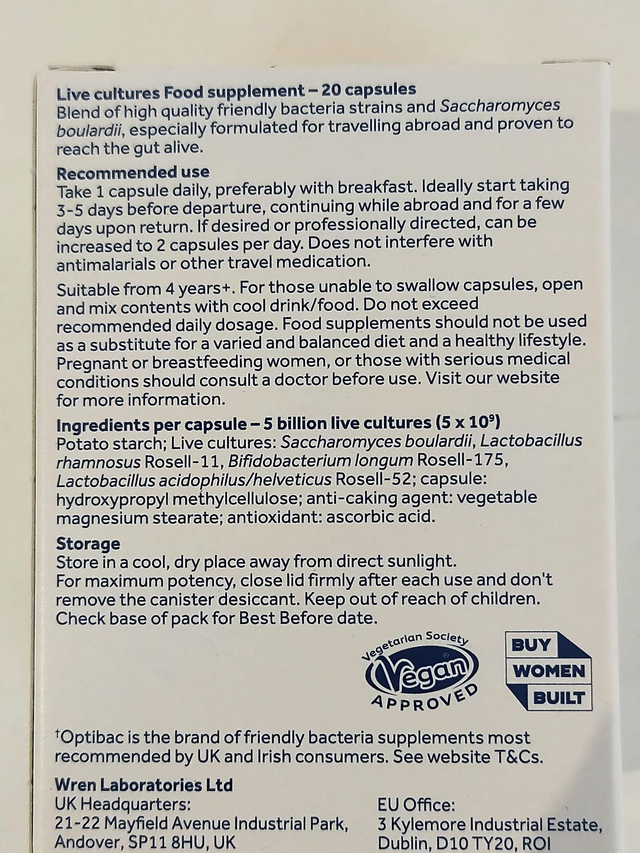 Live cultures Food supplement – 20 capsules
Blend of high quality friendly bacteria strains and Saccharomyces
boulardii, especially formulated for travelling abroad and proven to
reach the gut alive.
Recommended use
Take 1 capsule daily, preferably with breakfast. Ideally start taking
3-5 days before departure, continuing while abroad and for a few
days upon return. If desired or professionally directed, can be
increased to 2 capsules per day. Does not interfere with
antimalarials or other travel medication.
Suitable from 4 years+. For those unable to swallow capsules, open
and mix contents with cool drink/food. Do not exceed
recommended daily dosage. Food supplements should not be used
as a substitute for a varied and balanced diet and a healthy lifestyle.
Pregnant or breastfeeding women, or those with serious medical
conditions should consult a doctor before use. Visit our website
for more information.
Ingredients per capsule – 5 billion live cultures (5 x 10⁹)
Potato starch; Live cultures: Saccharomyces boulardii, Lactobacillus
rhamnosus Rosell-11, Bifidobacterium longum Rosell-175,
Lactobacillus acidophilus/helveticus Rosell-52; capsule:
hydroxypropyl methylcellulose; anti-caking agent: vegetable
magnesium stearate; antioxidant: ascorbic acid.
Storage
Store in a cool, dry place away from direct sunlight.
For maximum potency, close lid firmly after each use and don't
remove the canister desiccant. Keep out of reach of children.
Check base of pack for Best Before date.
Vegetarian Society
Vegan
APPROVED
BUY
WOMEN
BUILT
†Optibac is the brand of friendly bacteria supplements most
recommended by UK and Irish consumers. See website T&Cs.
Wren Laboratories Ltd
UK Headquarters:
21-22 Mayfield Avenue Industrial Park,
Andover, SP11 8HU, UK
EU Office:
3 Kylemore Industrial Estate,
Dublin, D10 TY20, ROI